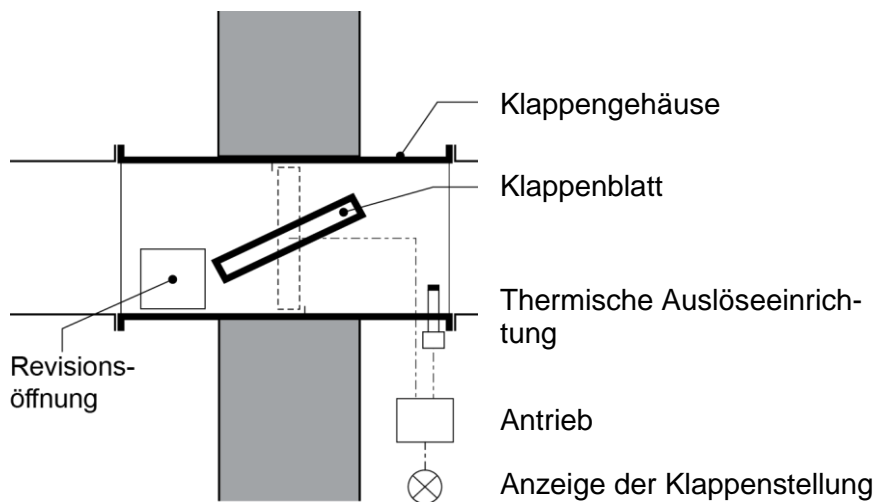 Klappengehäuse
Klappenblatt
Thermische Auslöseeinrich-
tung
Revisions-
öffnung
Antrieb
Anzeige der Klappenstellung